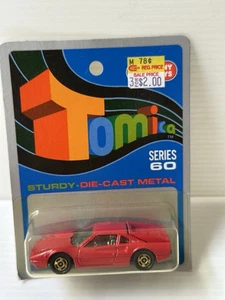 M 78¢
REG. PRICE
SALE PRICE
3 FOR $2.00
Tomica
SERIES
60
STURDY • DIE-CAST METAL